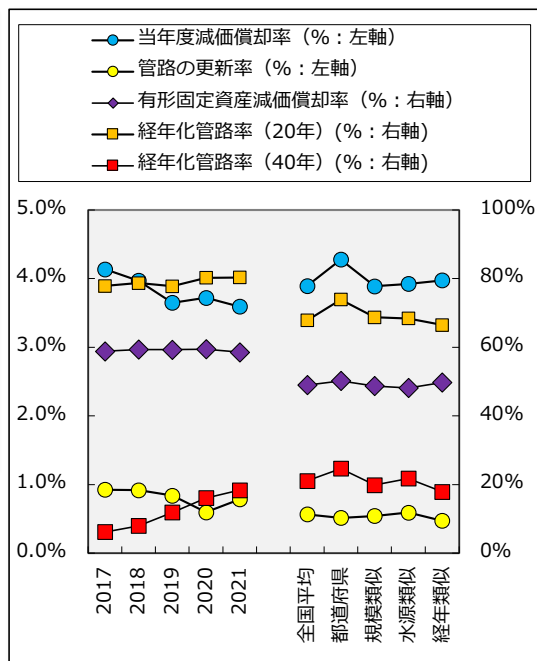 当年度減価償却率（％：左軸）
管路の更新率（％：左軸）
有形固定資産減価償却率（％：右軸）
経年化管路率（20年）(％：右軸)
経年化管路率（40年）(％：右軸)
5.0%
4.0%
3.0%
2.0%
1.0%
0.0%
100%
80%
60%
40%
20%
0%
2017
2018
2019
2020
2021
全国平均
都道府県
規模類似
水源類似
経年類似